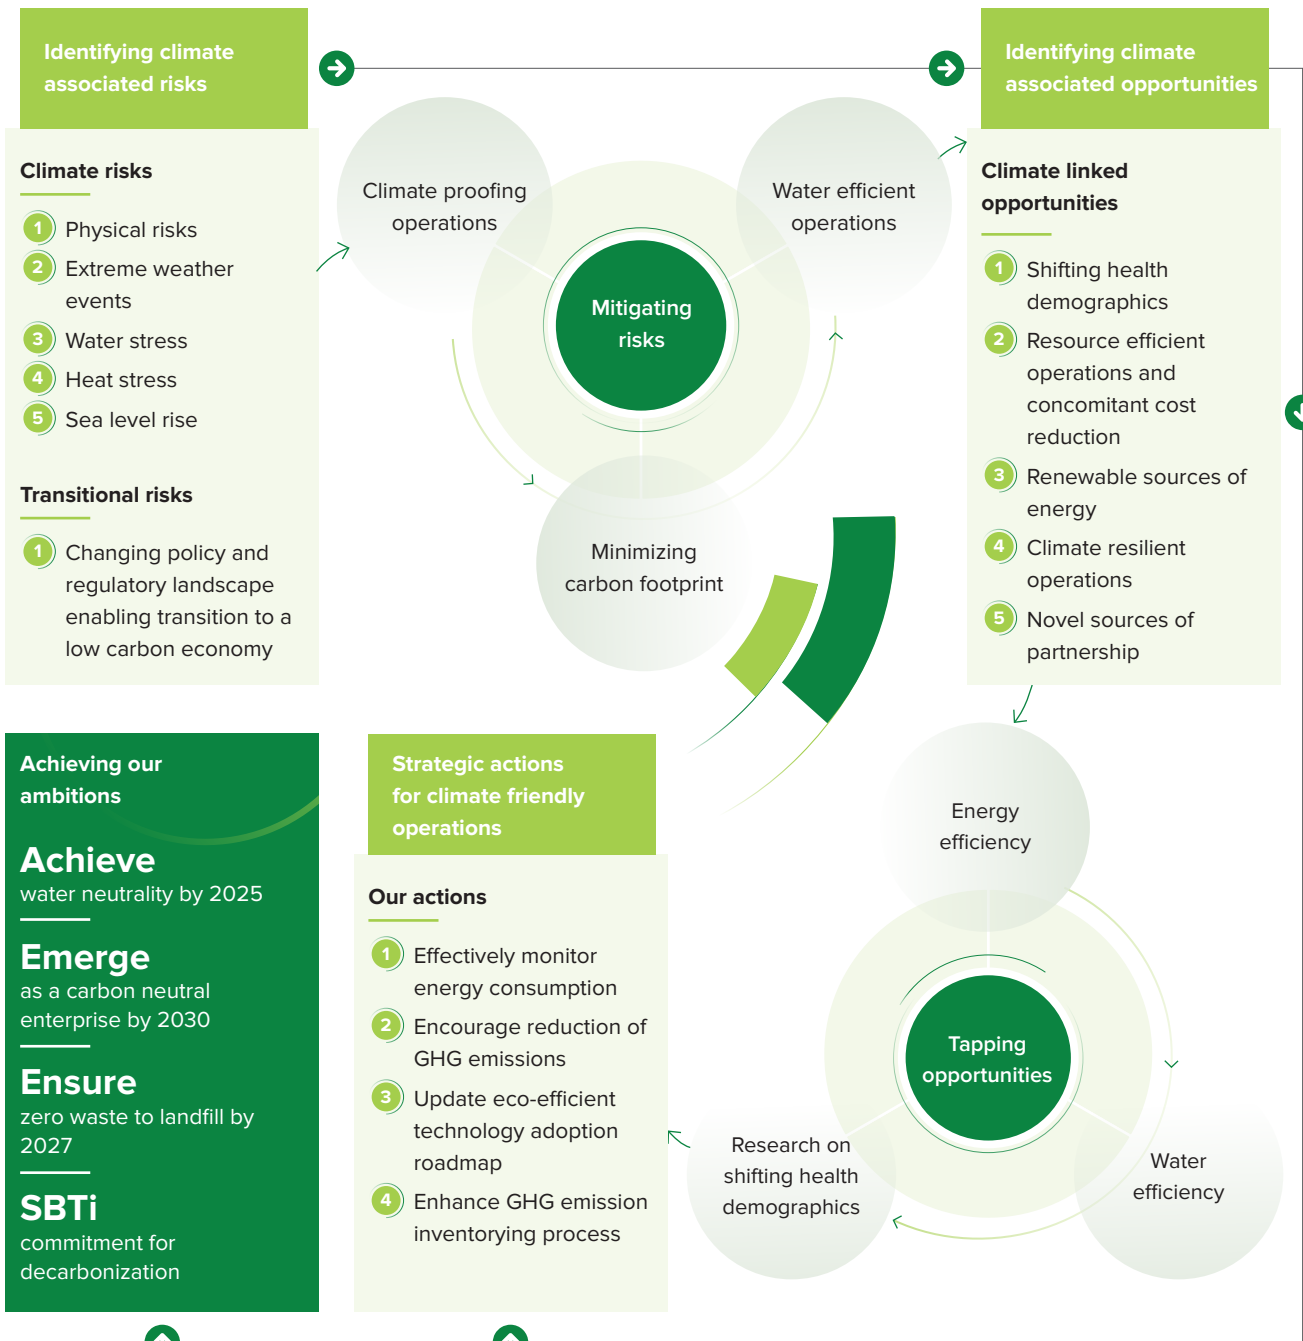 Identifying climate
associated risks
Climate risks
1 Physical risks
2 Extreme weather
events
3 Water stress
4 Heat stress
5 Sea level rise
Transitional risks
1 Changing policy and
regulatory landscape
enabling transition to a
low carbon economy
Climate proofing
operations
Water efficient
operations
Mitigating
risks
Minimizing
carbon footprint
Identifying climate
associated opportunities
Climate linked
opportunities
1 Shifting health
demographics
2 Resource efficient
operations and
concomitant cost
reduction
3 Renewable sources of
energy
4 Climate resilient
operations
5 Novel sources of
partnership
Energy
efficiency
Tapping
opportunities
Water
efficiency
Research on
shifting health
demographics
Strategic actions
for climate friendly
operations
Our actions
1 Effectively monitor
energy consumption
2 Encourage reduction of
GHG emissions
3 Update eco-efficient
technology adoption
roadmap
4 Enhance GHG emission
inventorying process
Achieving our
ambitions
Achieve
water neutrality by 2025
Emerge
as a carbon neutral
enterprise by 2030
Ensure
zero waste to landfill by
2027
SBTi
commitment for
decarbonization